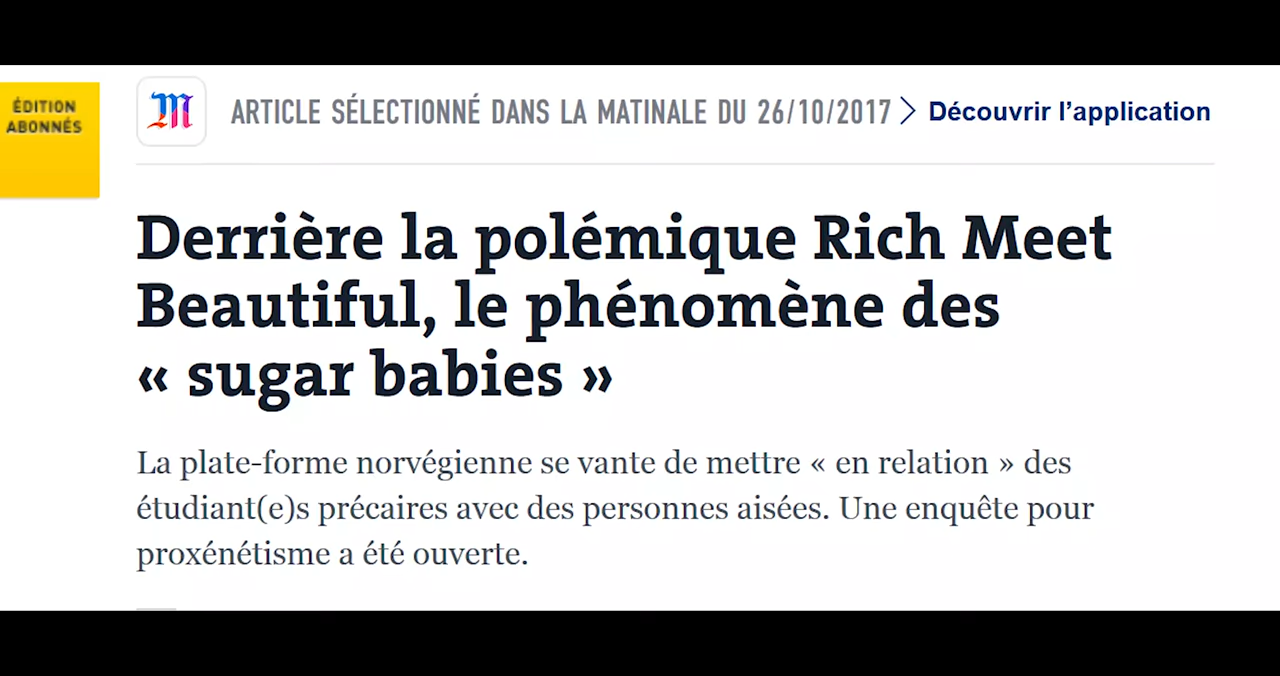 ÉDITION
ABONNÉS
ARTICLE SÉLECTIONNÉ DANS LA MATINALE DU 26/10/2017 > Découvrir l’application
Derrière la polémique Rich Meet
Beautiful, le phénomène des
« sugar babies »
La plate-forme norvégienne se vante de mettre « en relation » des
étudiant(e)s précaires avec des personnes aisées. Une enquête pour
proxénétisme a été ouverte.